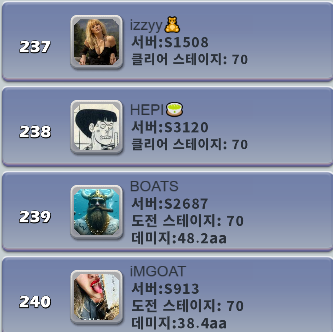 237
izzyy🧸
서버:S1508
클리어 스테이지: 70
238
HEPI🍵
서버:S3120
클리어 스테이지: 70
239
BOATS
서버:S2687
도전 스테이지: 70
데미지:48.2aa
240
iMGOAT
서버:S913
도전 스테이지: 70
데미지:38.4aa